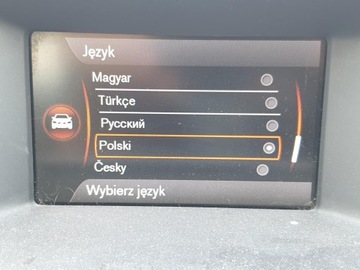 Język
Magyar
Türkçe
Русский
Polski
Česky
Wybierz język